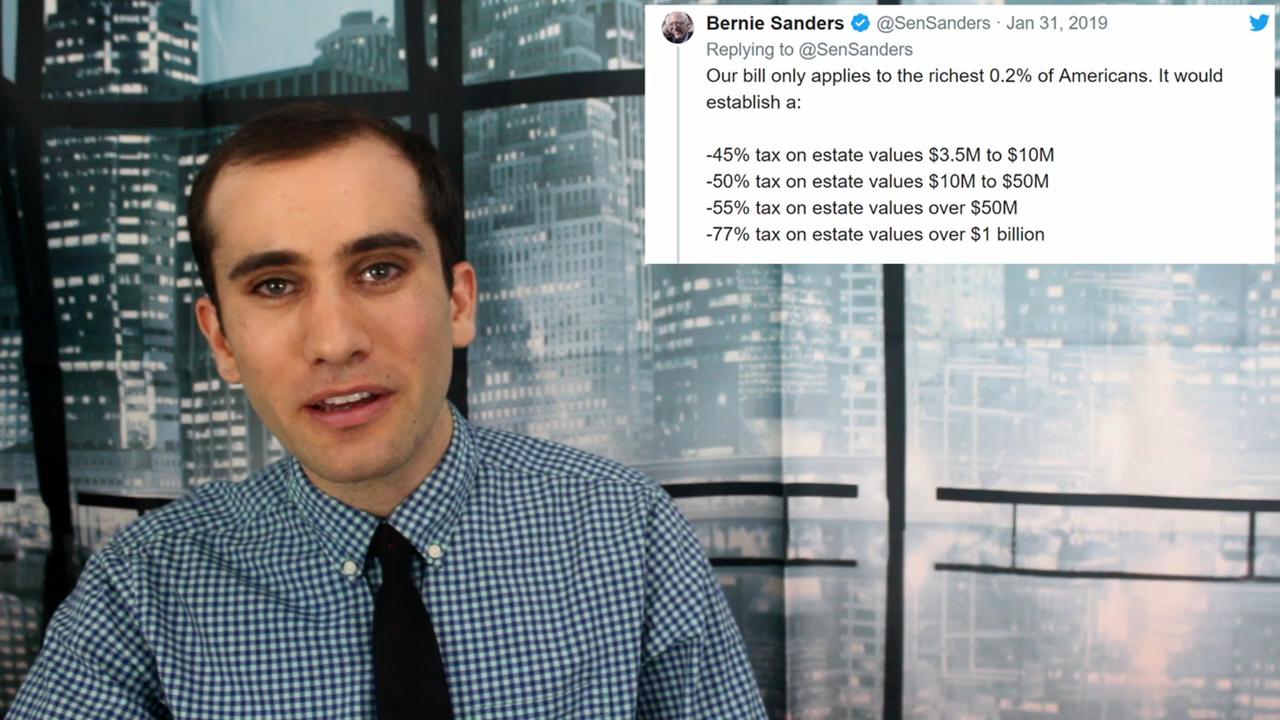 Bernie Sanders @SenSanders · Jan 31, 2019
Replying to @SenSanders
Our bill only applies to the richest 0.2% of Americans. It would
establish a:
-45% tax on estate values $3.5M to $10M
-50% tax on estate values $10M to $50M
-55% tax on estate values over $50M
-77% tax on estate values over $1 billion